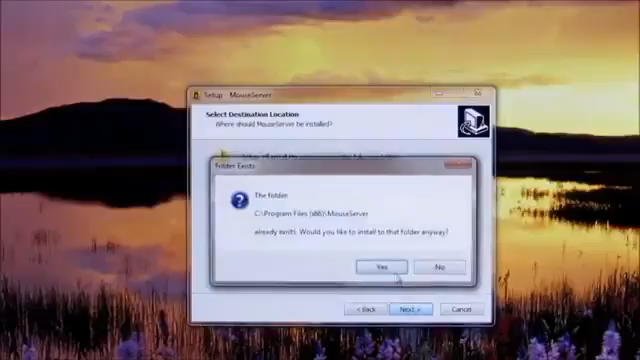 Setup - MouseServer
Select Destination Location
Where should MouseServer be installed?
Folder Exists
The folder:
C:\Program Files (x86)\MouseServer
already exists. Would you like to install to that folder anyway?
Yes
No
< Back
Next >
Cancel